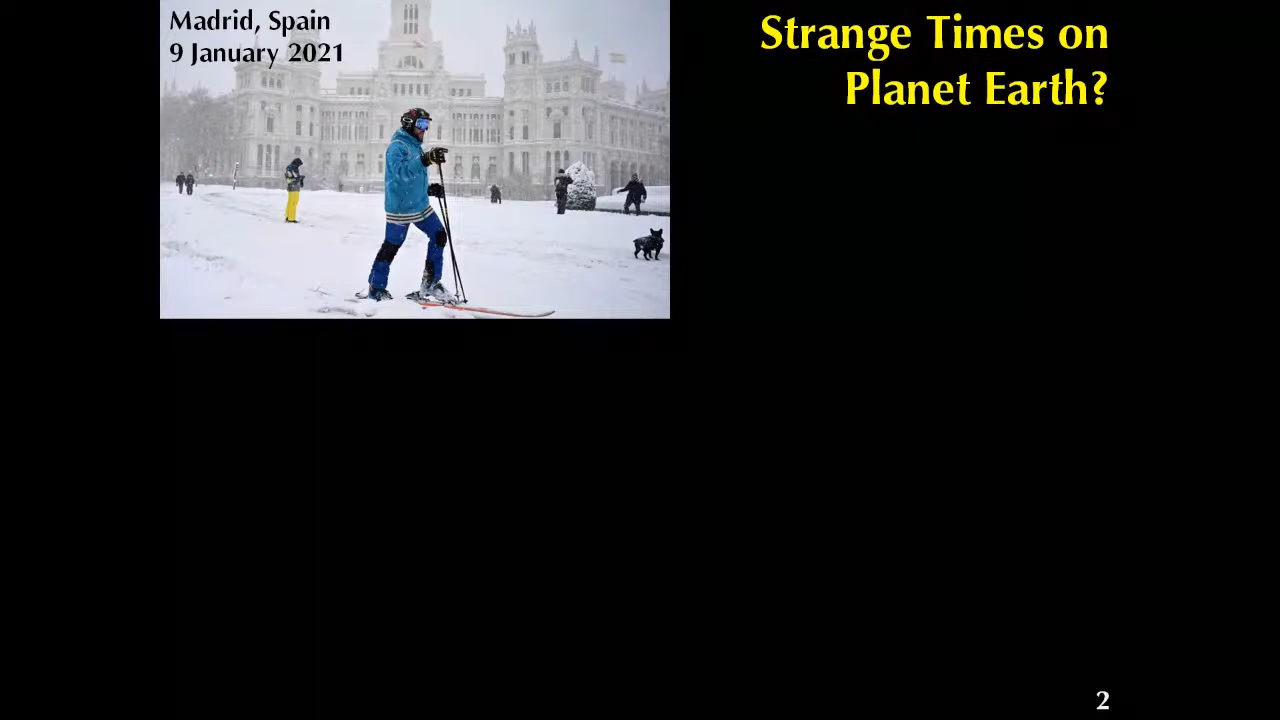 Madrid, Spain
9 January 2021
Strange Times on
Planet Earth?
2